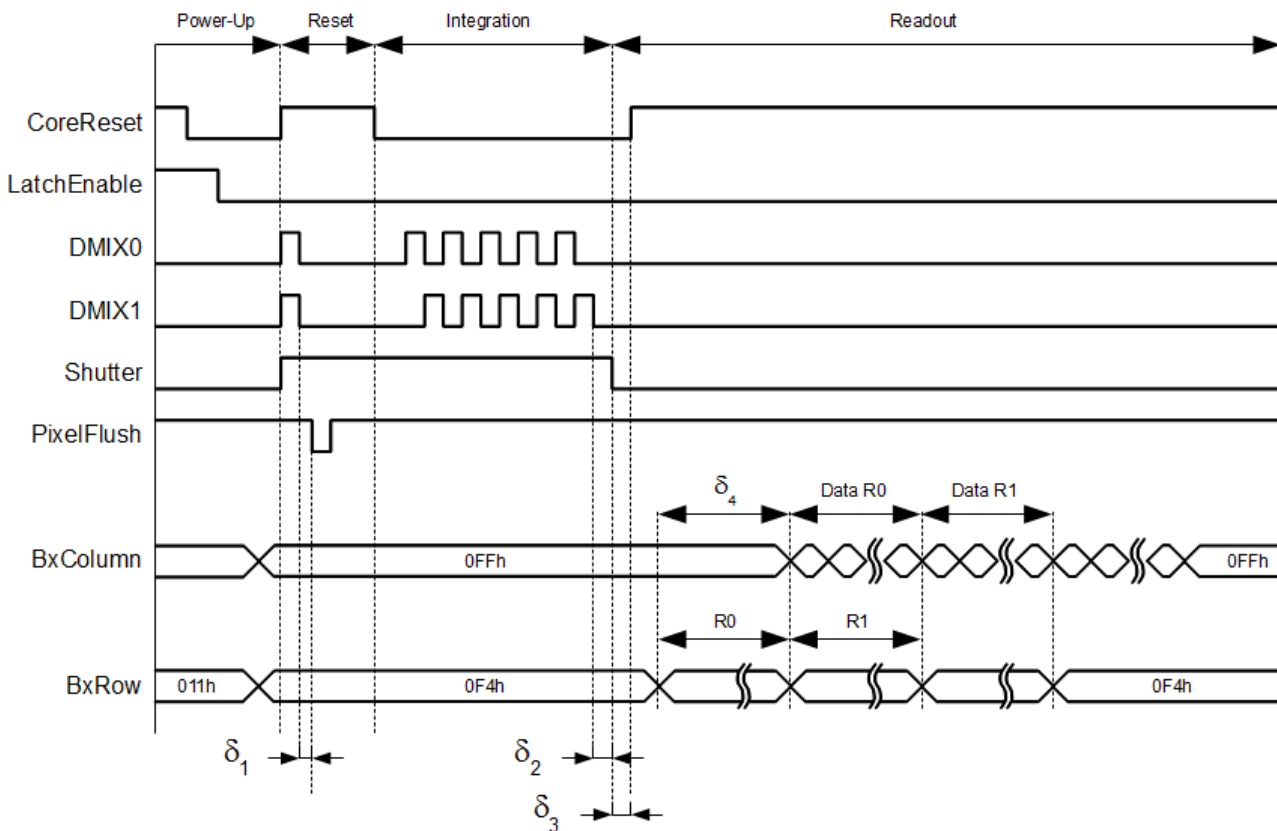 Power-Up Reset Integration Readout
CoreReset
LatchEnable
DMIX0
DMIX1
Shutter
PixelFlush
δ4 Data R0 Data R1
BxColumn 0FFh 0FFh
R0 R1
BxRow 011h 0F4h 0F4h
δ1 δ2
δ3